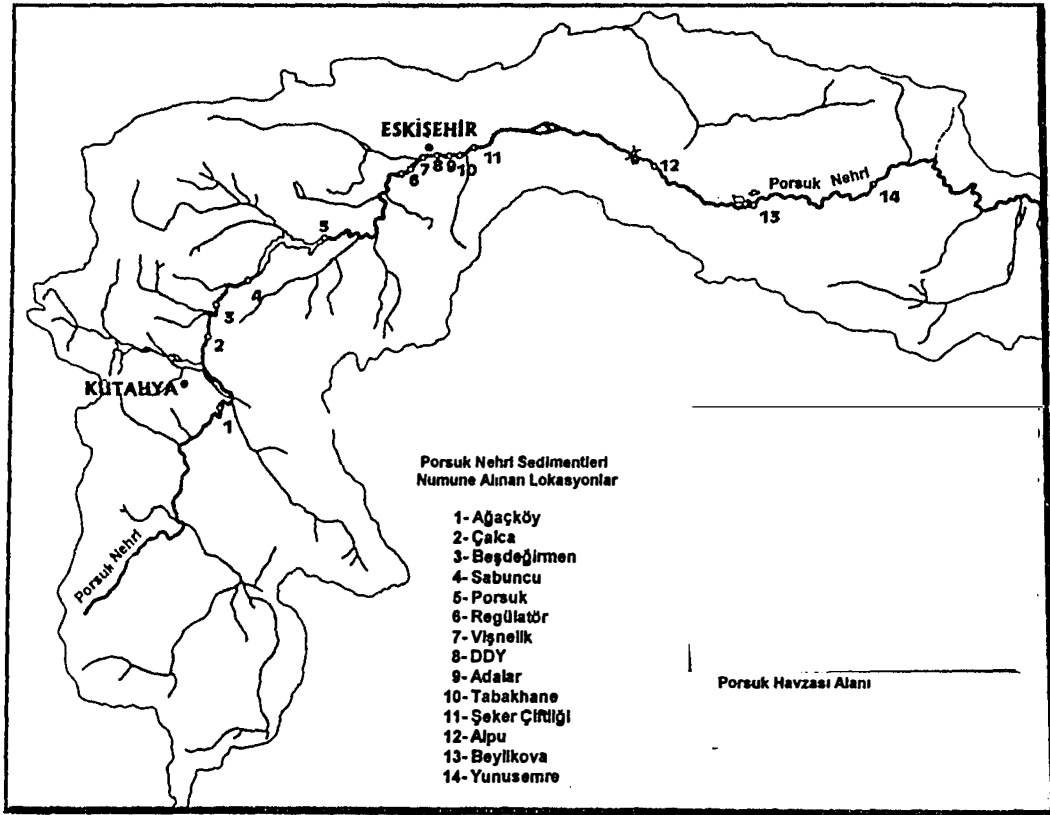 ESKİŞEHİR
6 7 8 9 10 11
12
Porsuk Nehri
13
14
5
4
3
2
KÜTAHYA
1
Porsuk Nehri
Porsuk Nehri Sedimentleri
Numune Alınan Lokasyonlar
1- Ağaçköy
2- Çalca
3- Beşdeğirmen
4- Sabuncu
5- Porsuk
6- Regülatör
7- Vişnelik
8- DDY
9- Adalar
10- Tabakhane
11- Şeker Çiftliği
12- Alpu
13- Beylikova
14- Yunusemre
Porsuk Havzası Alanı